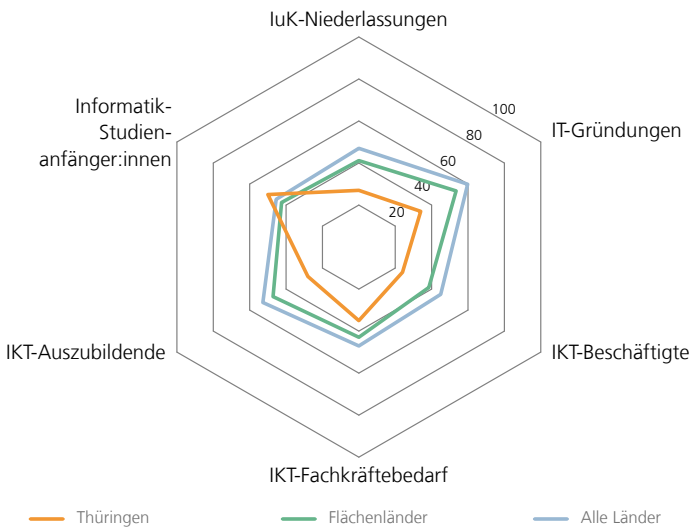 IuK-Niederlassungen
Informatik-
Studien-
anfänger:innen
100
IT-Gründungen
80
60
40
20
IKT-Auszubildende
IKT-Beschäftigte
IKT-Fachkräftebedarf
Thüringen
Flächenländer
Alle Länder